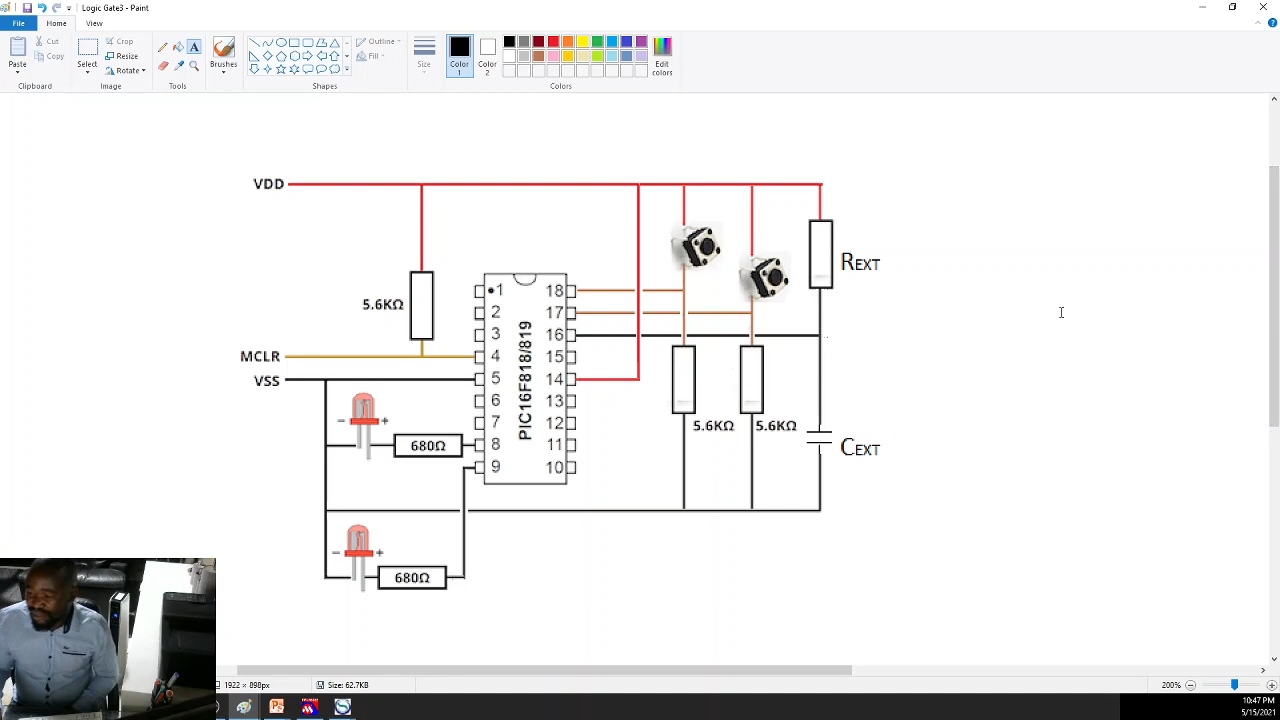 Logic Gate3 - Paint
File
Home
View
Paste
Cut
Copy
Clipboard
Select
Crop
Resize
Rotate
Image
A
Tools
Brushes
Shapes
Outline
Fill
Size
Color
1
Color
2
Edit
colors
Colors
VDD
5.6KΩ
MCLR
VSS
680Ω
680Ω
PIC16F818/819
1
2
3
4
5
6
7
8
9
18
17
16
15
14
13
12
11
10
- +
- +
5.6KΩ
5.6KΩ
REXT
CEXT
1922 × 898px
Size: 62.7KB
200%
10:47 PM
5/15/2021